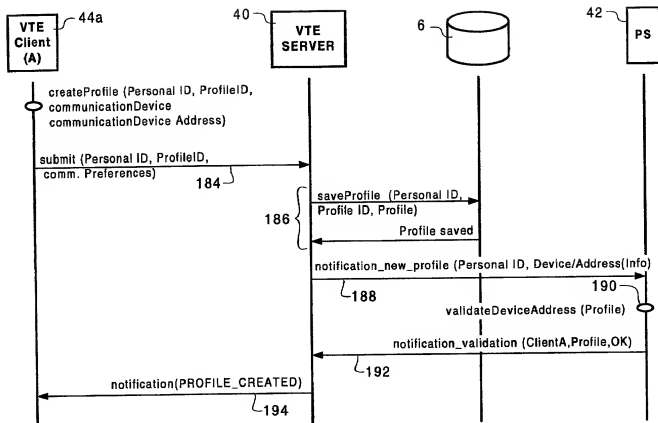 44a
VTE
Client
(A)
40
VTE
SERVER
6
42
PS
createProfile (Personal ID, ProfileID,
communicationDevice
communicationDevice Address)
submit (Personal ID, ProfileID,
comm. Preferences)
184
186
saveProfile (Personal ID,
Profile ID, Profile)
Profile saved
notification_new_profile (Personal ID, Device/Address(Info)
188
190
validateDeviceAddress (Profile)
notification_validation (ClientA,Profile,OK)
192
notification(PROFILE_CREATED)
194